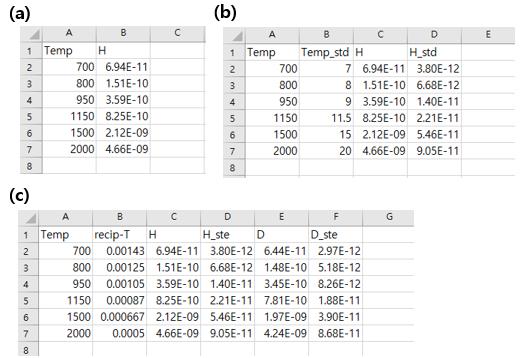 (a)
A B C
1 Temp H
2 700 6.94E-11
3 800 1.51E-10
4 950 3.59E-10
5 1150 8.25E-10
6 1500 2.12E-09
7 2000 4.66E-09
8
(b)
A B C D E
1 Temp Temp_std H H_std
2 700 7 6.94E-11 3.80E-12
3 800 8 1.51E-10 6.68E-12
4 950 9 3.59E-10 1.40E-11
5 1150 11.5 8.25E-10 2.21E-11
6 1500 15 2.12E-09 5.46E-11
7 2000 20 4.66E-09 9.05E-11
8
(c)
A B C D E F G
1 Temp recip-T H H_ste D D_ste
2 700 0.00143 6.94E-11 3.80E-12 6.44E-11 2.97E-12
3 800 0.00125 1.51E-10 6.68E-12 1.48E-10 5.18E-12
4 950 0.00105 3.59E-10 1.40E-11 3.45E-10 8.26E-12
5 1150 0.00087 8.25E-10 2.21E-11 7.81E-10 1.88E-11
6 1500 0.000667 2.12E-09 5.46E-11 1.97E-09 3.90E-11
7 2000 0.0005 4.66E-09 9.05E-11 4.24E-09 8.68E-11
8